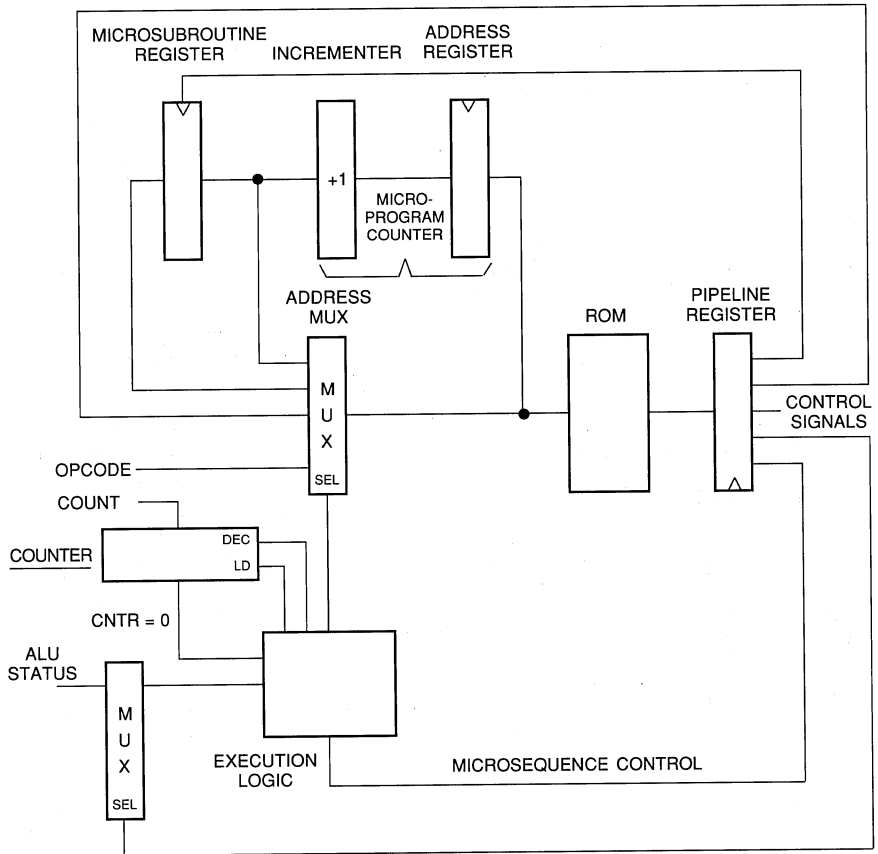 MICROSUBROUTINE
REGISTER
INCREMENTER
ADDRESS
REGISTER
+1
MICRO-
PROGRAM
COUNTER
ADDRESS
MUX
ROM
PIPELINE
REGISTER
M
U
X
SEL
CONTROL
SIGNALS
OPCODE
COUNT
COUNTER
DEC
LD
CNTR = 0
ALU
STATUS
M
U
X
SEL
EXECUTION
LOGIC
MICROSEQUENCE CONTROL